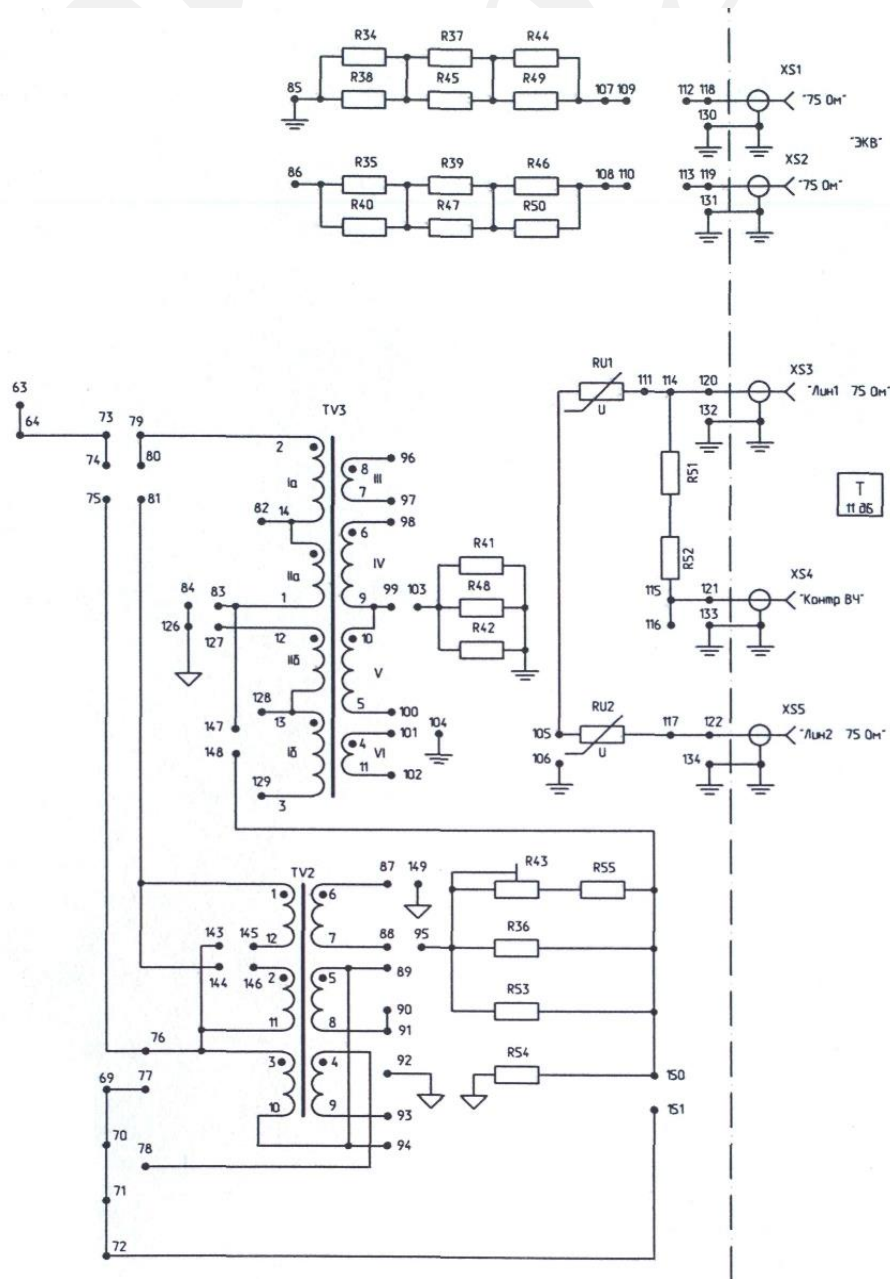 R34 R37 R44
R38 R45 R49
85 107 109 112 118 XS1
"75 Ом"
130
"ЭКВ"
R35 R39 R46
86 108 110 113 119 XS2
"75 Ом"
R40 R47 R50
131
RU1
U
111 114 120 XS3
"Лин1 75 Ом"
132
63
64 73 79
74 80
75 81
TV3
2 8 96
Iа III
7 97
82 14 6 98
R51
Т
11 дБ
IIа IV
R41
84 83 1 9 99 103
R48
R52
115 121 XS4
"Контр ВЧ"
126 127 12 10
R42
116 133
IIб V
128 13 5 100
RU2
147 101 104 105 117 122 XS5
"Лин2 75 Ом"
Iб 4 VI
U
148 106 134
129 11 102
3
TV2
87 149 R43 R55
1 6
143 145 12 7 88 95 R36
144 146 2 5 89
R53
90
11 8 91
76 R54
3 4 92 150
69 77
10 9 93 151
70 94
78
71
72